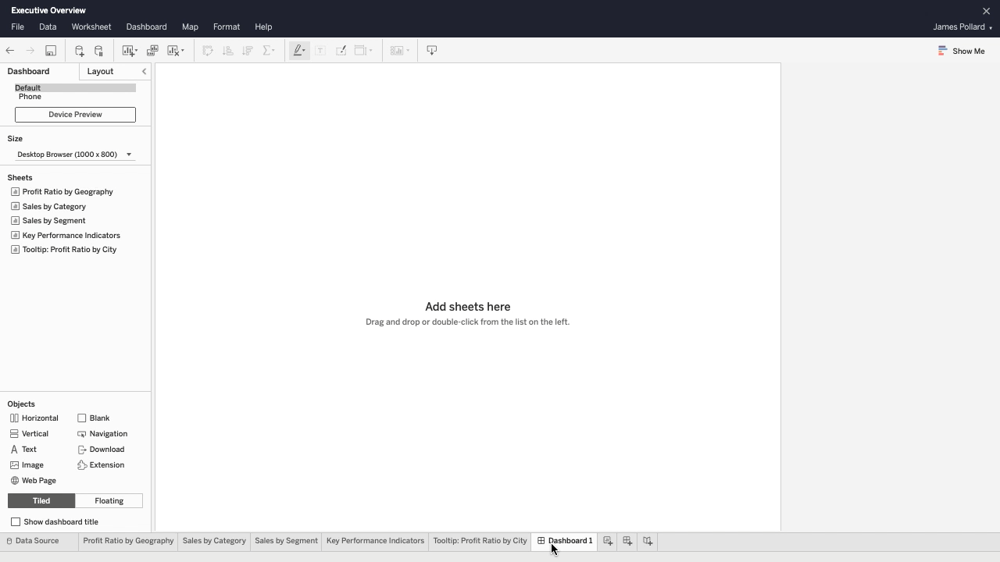 Executive Overview
File Data Worksheet Dashboard Map Format Help James Pollard
Show Me
Dashboard Layout
Default
Phone
Device Preview
Size
Desktop Browser (1000 x 800)
Sheets
Profit Ratio by Geography
Sales by Category
Sales by Segment
Key Performance Indicators
Tooltip: Profit Ratio by City
Add sheets here
Drag and drop or double-click from the list on the left.
Objects
Horizontal Blank
Vertical Navigation
Text Download
Image Extension
Web Page
Tiled Floating
Show dashboard title
Data Source Profit Ratio by Geography Sales by Category Sales by Segment Key Performance Indicators Tooltip: Profit Ratio by City Dashboard 1